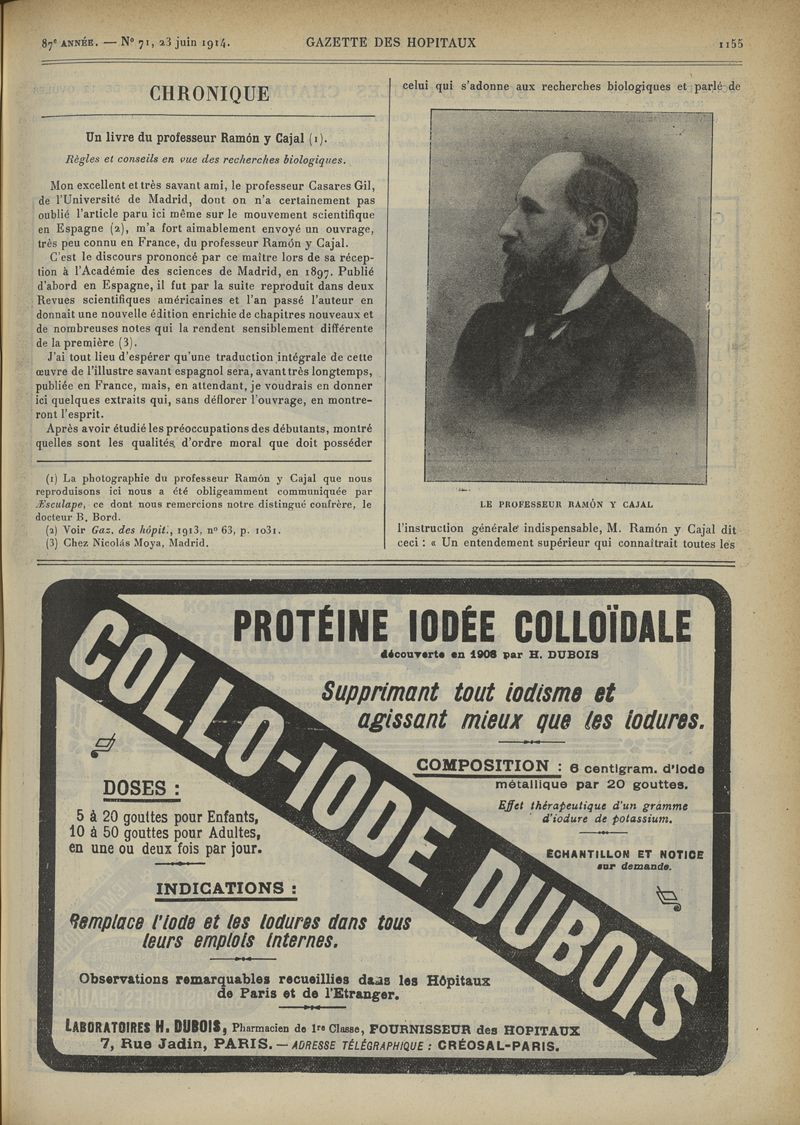 87e ANNÉE. — No 71, 23 juin 1914.
GAZETTE DES HOPITAUX
1155
CHRONIQUE
Un livre du professeur Ramón y Cajal (1).
Règles et conseils en vue des recherches biologiques.
Mon excellent et très savant ami, le professeur Casares Gil,
de l'Université de Madrid, dont on n'a certainement pas
oublié l'article paru ici même sur le mouvement scientifique
en Espagne (2), m'a fort aimablement envoyé un ouvrage,
très peu connu en France, du professeur Ramón y Cajal.
C'est le discours prononcé par ce maître lors de sa récep-
tion à l'Académie des sciences de Madrid, en 1897. Publié
d'abord en Espagne, il fut par la suite reproduit dans deux
Revues scientifiques américaines et l'an passé l'auteur en
donnait une nouvelle édition enrichie de chapitres nouveaux et
de nombreuses notes qui la rendent sensiblement différente
de la première (3).
J'ai tout lieu d'espérer qu'une traduction intégrale de cette
œuvre de l'illustre savant espagnol sera, avant très longtemps,
publiée en France, mais, en attendant, je voudrais en donner
ici quelques extraits qui, sans déflorer l'ouvrage, en montre-
ront l'esprit.
Après avoir étudié les préoccupations des débutants, montré
quelles sont les qualités, d'ordre moral que doit posséder
(1) La photographie du professeur Ramón y Cajal que nous
reproduisons ici nous a été obligeamment communiquée par
Æsculape, ce dont nous remercions notre distingué confrère, le
docteur B. Bord.
(2) Voir Gaz. des hôpit., 1913, no 63, p. 1031.
(3) Chez Nicolás Moya, Madrid.
celui qui s'adonne aux recherches biologiques et parlé de
LE PROFESSEUR RAMÓN Y CAJAL
l'instruction générale indispensable, M. Ramón y Cajal dit
ceci : « Un entendement supérieur qui connaîtrait toutes les
PROTÉINE IODÉE COLLOÏDALE
découverte en 1908 par H. DUBOIS
Supprimant tout iodisme et
agissant mieux que les iodures.
COLLO-IODE DUBOIS
COMPOSITION : 6 centigram. d'Iode
métallique par 20 gouttes.
Effet thérapeutique d'un gramme
d'iodure de potassium.
ÉCHANTILLON ET NOTICE
sur demande.
DOSES :
5 à 20 gouttes pour Enfants,
10 à 50 gouttes pour Adultes,
en une ou deux fois par jour.
INDICATIONS :
Remplace l'iode et les iodures dans tous
leurs emplois internes.
Observations remarquables recueillies dans les Hôpitaux
de Paris et de l'Etranger.
LABORATOIRES H. DUBOIS, Pharmacien de 1re Classe, FOURNISSEUR des HOPITAUX
7, Rue Jadin, PARIS. — ADRESSE TÉLÉGRAPHIQUE : CRÉOSAL-PARIS.